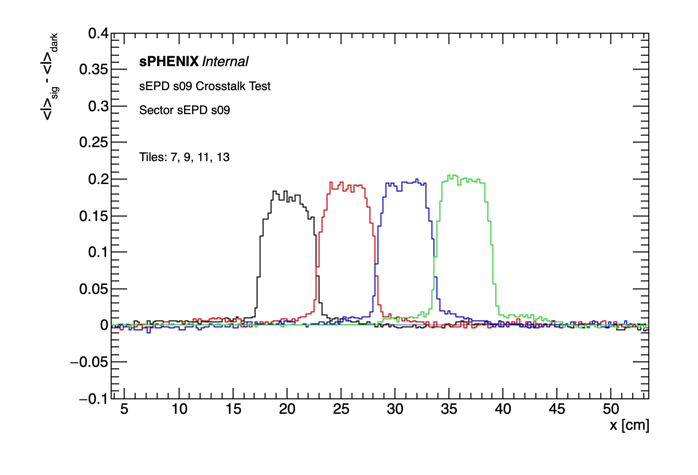 0.4
0.35
0.3
0.25
0.2
0.15
0.1
0.05
0
−0.05
−0.1
<I>sig - <I>dark
sPHENIX Internal
sEPD s09 Crosstalk Test
Sector sEPD s09
Tiles: 7, 9, 11, 13
5 10 15 20 25 30 35 40 45 50
x [cm]